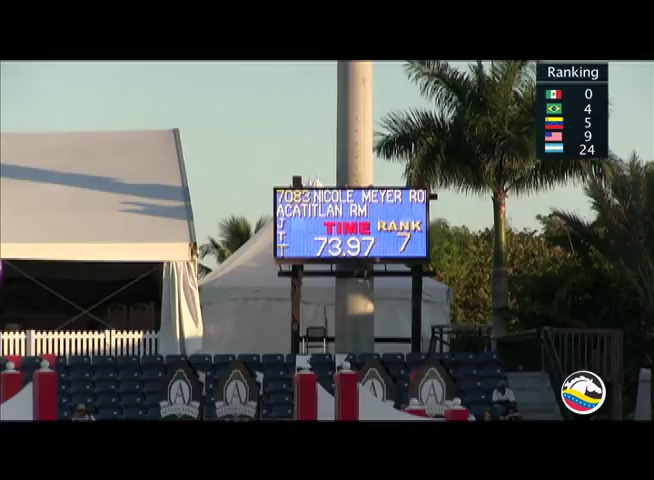 Ranking
0
4
5
9
24
7083 NICOLE MEYER RO
ACATITLAN RM
J
TIME RANK
T
T 73.97 7
A
A
A